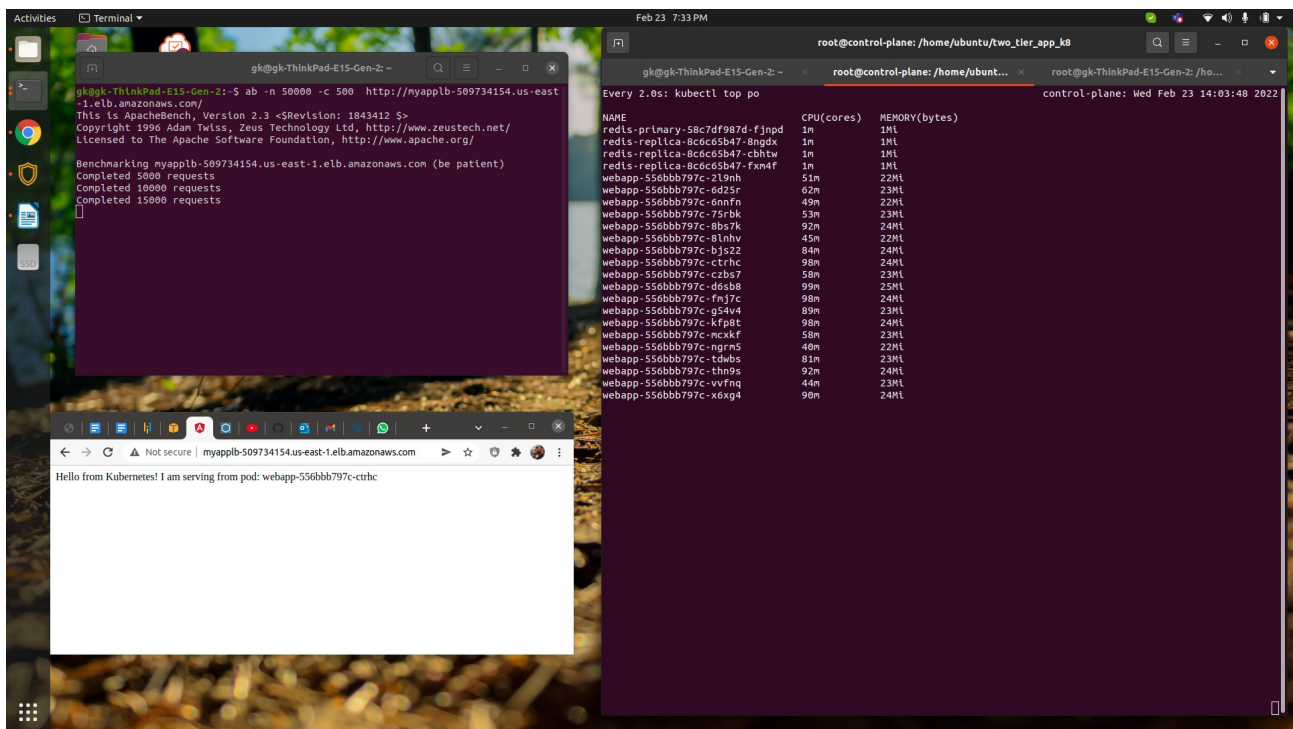 Activities
Terminal
Feb 23 7:33 PM
gk@gk-ThinkPad-E15-Gen-2: ~
gk@gk-ThinkPad-E15-Gen-2:~$ ab -n 50000 -c 500 http://myapplb-509734154.us-east
-1.elb.amazonaws.com/
This is ApacheBench, Version 2.3 <$Revision: 1843412 $>
Copyright 1996 Adam Twiss, Zeus Technology Ltd, http://www.zeustech.net/
Licensed to The Apache Software Foundation, http://www.apache.org/
Benchmarking myapplb-509734154.us-east-1.elb.amazonaws.com (be patient)
Completed 5000 requests
Completed 10000 requests
Completed 15000 requests
SSD
Not secure | myapplb-509734154.us-east-1.elb.amazonaws.com
Hello from Kubernetes! I am serving from pod: webapp-556bbb797c-ctrhc
root@control-plane: /home/ubuntu/two_tier_app_k8
gk@gk-ThinkPad-E15-Gen-2: ~
root@control-plane: /home/ubunt...
root@gk-ThinkPad-E15-Gen-2: /ho...
Every 2.0s: kubectl top po control-plane: Wed Feb 23 14:03:48 2022
NAME CPU(cores) MEMORY(bytes)
redis-primary-58c7df987d-fjnpd 1m 1Mi
redis-replica-8c6c65b47-8ngdx 1m 1Mi
redis-replica-8c6c65b47-cbhtw 1m 1Mi
redis-replica-8c6c65b47-fxm4f 1m 1Mi
webapp-556bbb797c-2l9nh 51m 22Mi
webapp-556bbb797c-6d25r 62m 23Mi
webapp-556bbb797c-6nnfn 49m 22Mi
webapp-556bbb797c-75rbk 53m 23Mi
webapp-556bbb797c-8bs7k 92m 24Mi
webapp-556bbb797c-8lnhv 45m 22Mi
webapp-556bbb797c-bjs22 84m 24Mi
webapp-556bbb797c-ctrhc 98m 24Mi
webapp-556bbb797c-czbs7 58m 23Mi
webapp-556bbb797c-d6sb8 99m 25Mi
webapp-556bbb797c-fmj7c 98m 24Mi
webapp-556bbb797c-g54v4 89m 23Mi
webapp-556bbb797c-kfp8t 98m 24Mi
webapp-556bbb797c-mcxkf 58m 23Mi
webapp-556bbb797c-ngrm5 40m 22Mi
webapp-556bbb797c-tdwbs 81m 23Mi
webapp-556bbb797c-thn9s 92m 24Mi
webapp-556bbb797c-vvfnq 44m 23Mi
webapp-556bbb797c-x6xg4 90m 24Mi